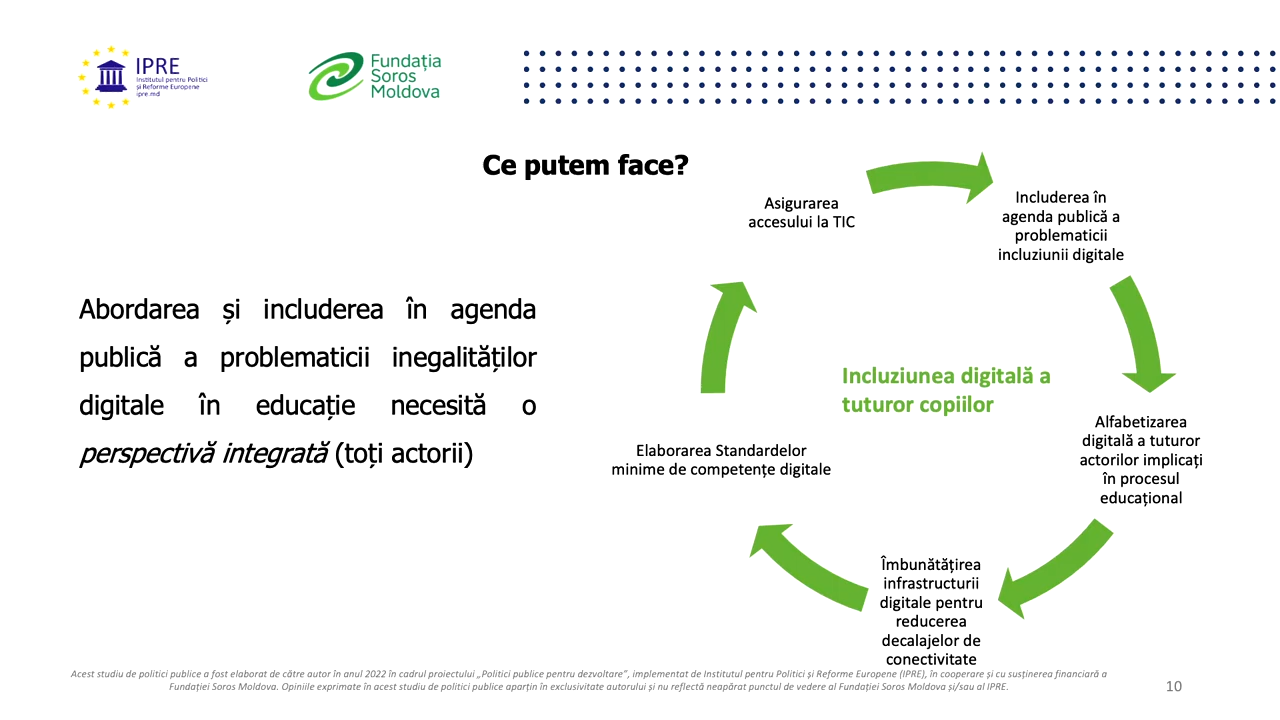 IPRE
Institutul pentru Politici
și Reforme Europene
ipre.md
Fundația
Soros
Moldova
Ce putem face?
Abordarea și includerea în agenda
publică a problematicii inegalităților
digitale în educație necesită o
perspectivă integrată (toți actorii)
Asigurarea
accesului la TIC
Includerea în
agenda publică a
problematicii
incluziunii digitale
Alfabetizarea
digitală a tuturor
actorilor implicați
în procesul
educațional
Îmbunătățirea
infrastructurii
digitale pentru
reducerea
decalajelor de
conectivitate
Elaborarea Standardelor
minime de competențe digitale
Incluziunea digitală a
tuturor copiilor
Acest studiu de politici publice a fost elaborat de către autor în anul 2022 în cadrul proiectului „Politici publice pentru dezvoltare”, implementat de Institutul pentru Politici și Reforme Europene (IPRE), în cooperare și cu susținerea financiară a
Fundației Soros Moldova. Opiniile exprimate în acest studiu de politici publice aparțin în exclusivitate autorului și nu reflectă neapărat punctul de vedere al Fundației Soros Moldova și/sau al IPRE.
10